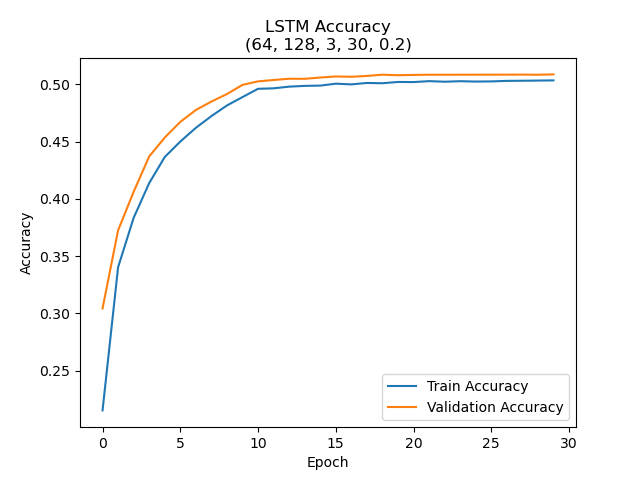 LSTM Accuracy
(64, 128, 3, 30, 0.2)
Accuracy
0.50
0.45
0.40
0.35
0.30
0.25
Train Accuracy
Validation Accuracy
0 5 10 15 20 25 30
Epoch